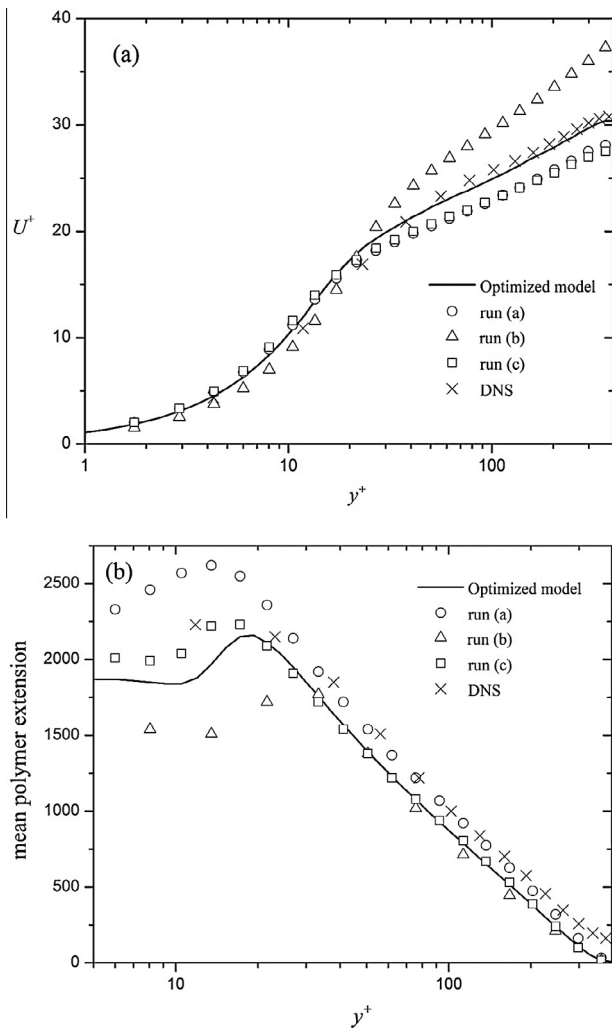 (a)
40
30
20
10
0
U⁺
Optimized model
run (a)
run (b)
run (c)
DNS
1
10
100
y⁺
(b)
2500
2000
1500
1000
500
0
mean polymer extension
Optimized model
run (a)
run (b)
run (c)
DNS
10
100
y⁺